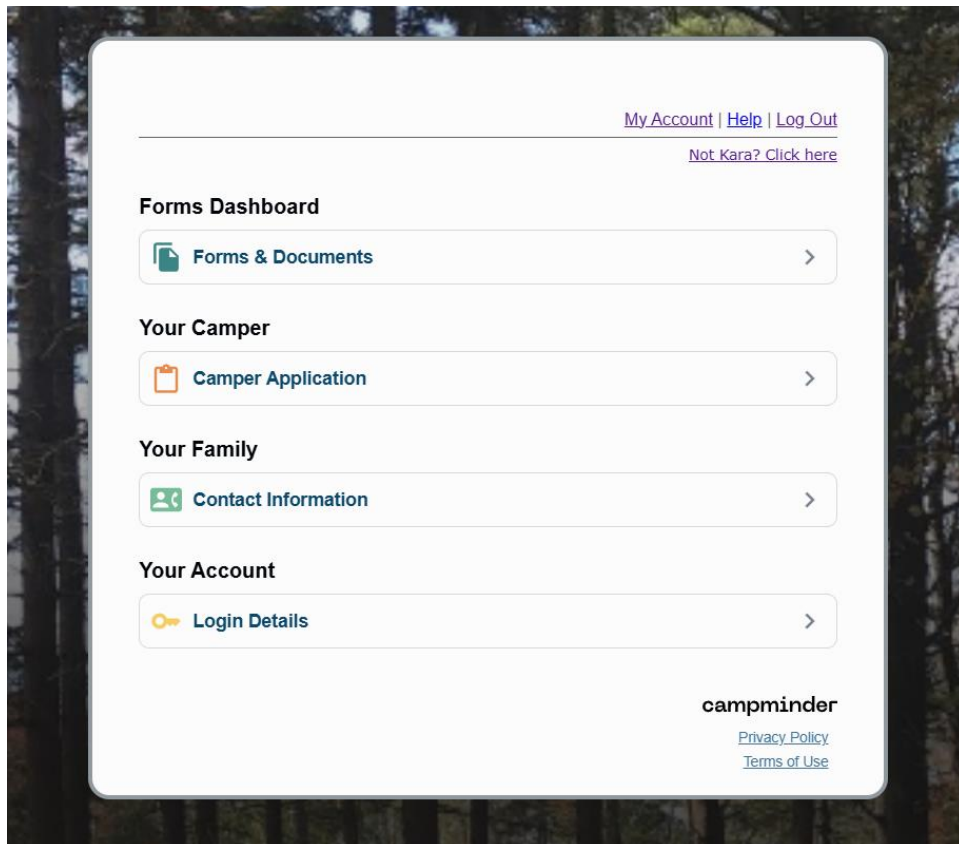 My Account | Help | Log Out
Not Kara? Click here
Forms Dashboard
Forms & Documents
Your Camper
Camper Application
Your Family
Contact Information
Your Account
Login Details
campminder
Privacy Policy
Terms of Use